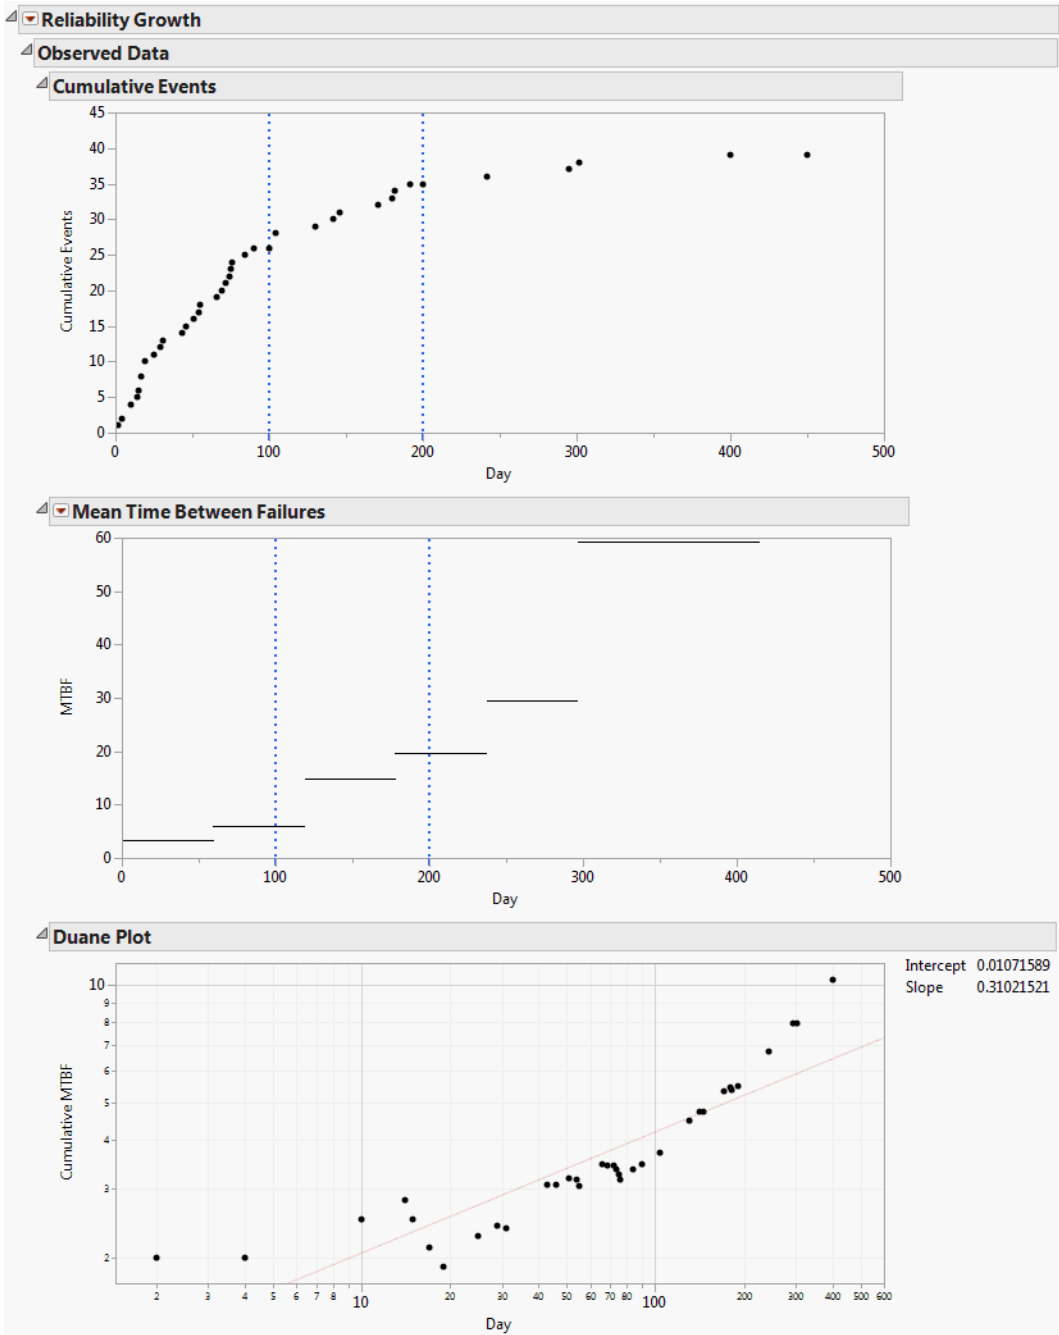 Reliability Growth
Observed Data
Cumulative Events
45
40
35
30
25
20
15
10
5
0
Cumulative Events
0 100 200 300 400 500
Day
Mean Time Between Failures
60
50
40
30
20
10
0
MTBF
0 100 200 300 400 500
Day
Duane Plot
Intercept 0.01071589
Slope 0.31021521
10
9
8
7
6
5
4
3
2
Cumulative MTBF
2 3 4 5 6 7 8 10 20 30 40 50 60 70 80 100 200 300 400 500 600
Day